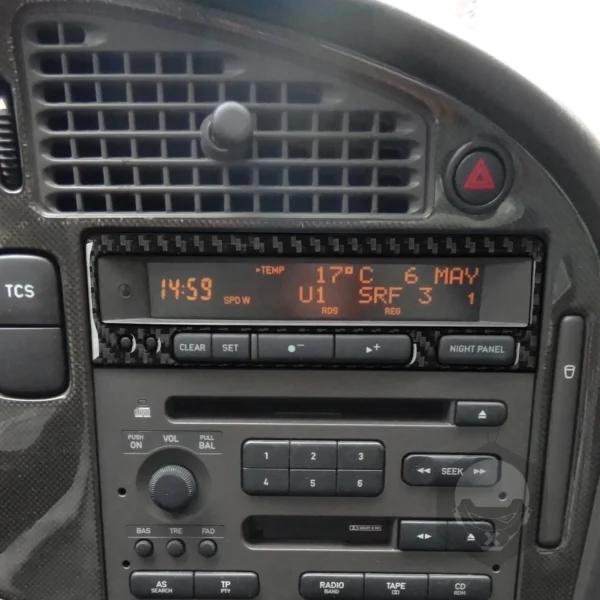 TCS
▸TEMP 17°C 6 MAY
14:59 SPD W U1 SRF 3 1
RDS REG
CLEAR SET ●− ▸+ NIGHT PANEL
PUSH ON VOL PULL BAL
1 2 3
4 5 6
◂◂ SEEK ▸▸
BAS TRE FAD
AS SEARCH TP PTY RADIO BAND TAPE CD RDM